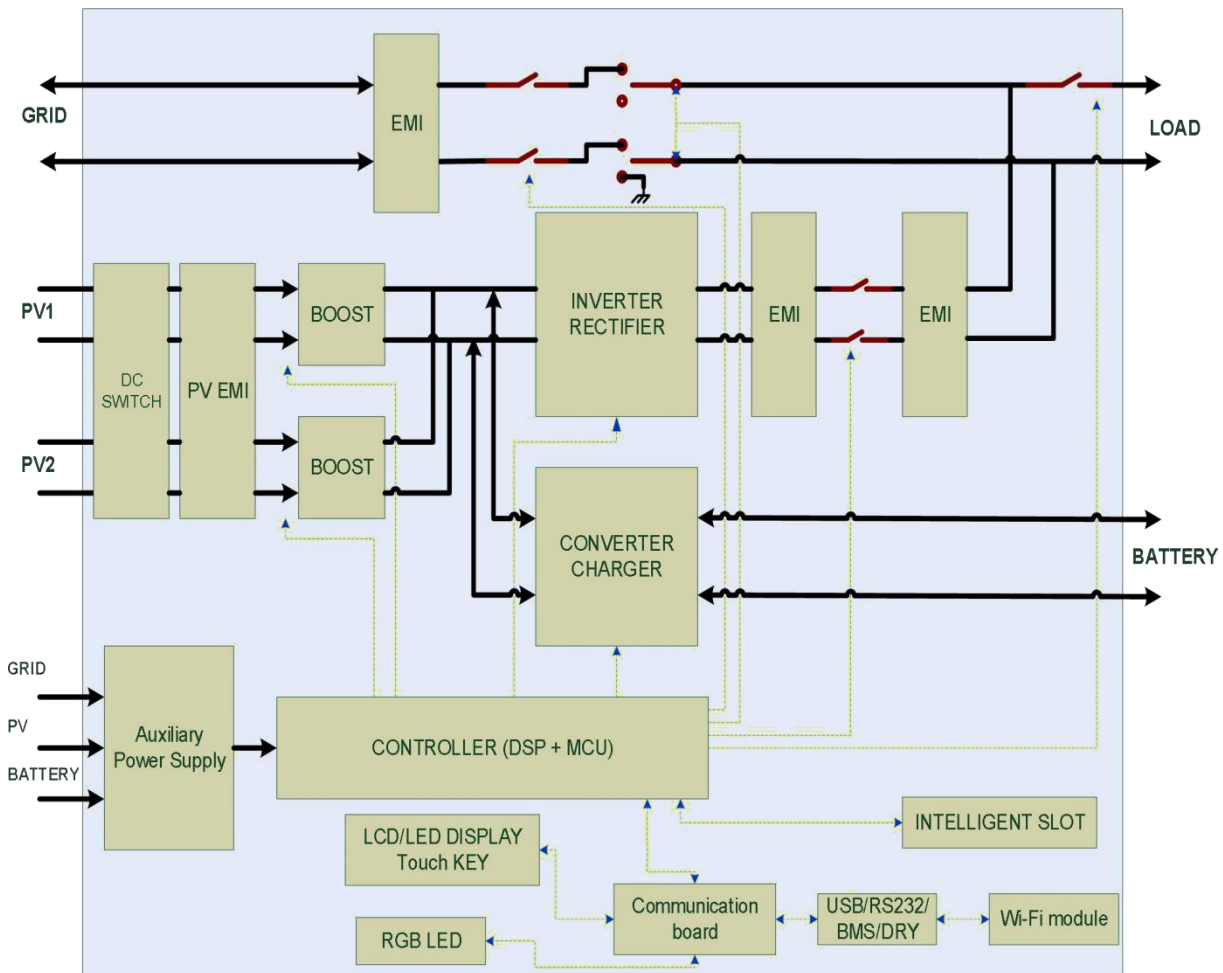 GRID
EMI
LOAD
PV1
PV2
DC
SWITCH
PV EMI
BOOST
BOOST
INVERTER
RECTIFIER
EMI
EMI
CONVERTER
CHARGER
BATTERY
GRID
PV
BATTERY
Auxiliary
Power Supply
CONTROLLER (DSP + MCU)
INTELLIGENT SLOT
LCD/LED DISPLAY
Touch KEY
RGB LED
Communication
board
USB/RS232/
BMS/DRY
Wi-Fi module